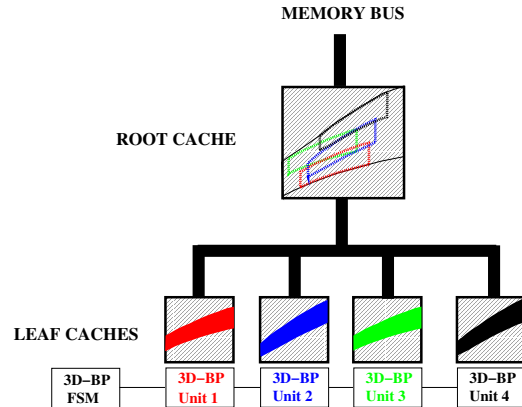 MEMORY BUS
ROOT CACHE
LEAF CACHES
3D-BP
FSM
3D-BP
Unit 1
3D-BP
Unit 2
3D-BP
Unit 3
3D-BP
Unit 4